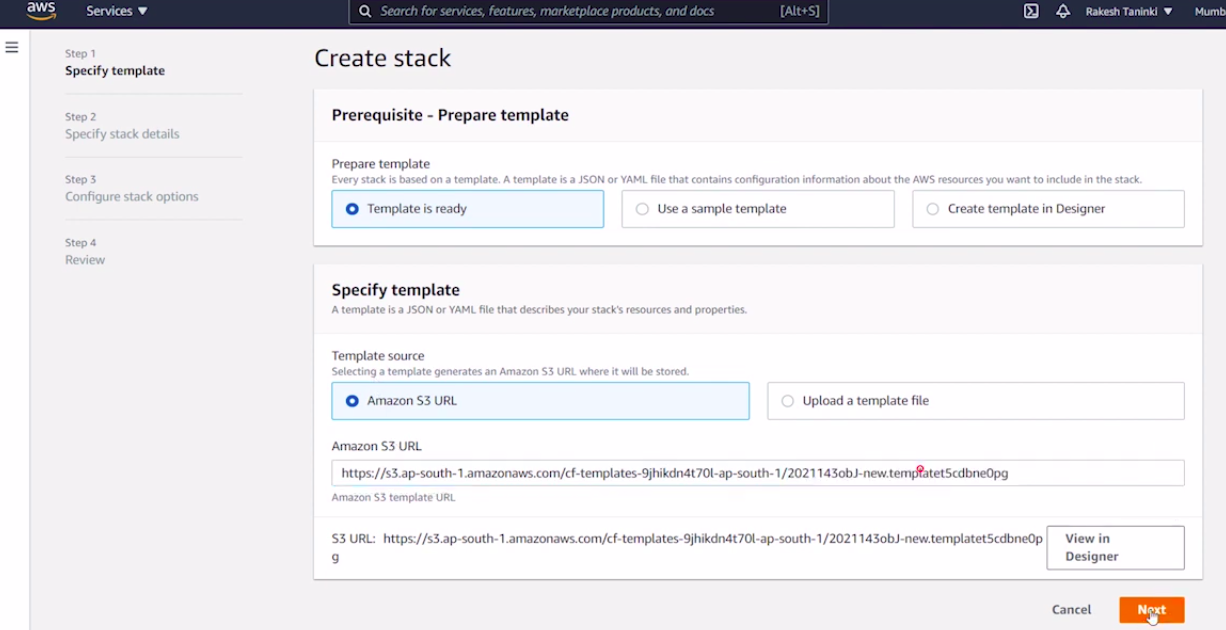 aws
Services ▼
Search for services, features, marketplace products, and docs [Alt+S]
Rakesh Taninki ▼
Mumb
Step 1
Specify template
Step 2
Specify stack details
Step 3
Configure stack options
Step 4
Review
Create stack
Prerequisite - Prepare template
Prepare template
Every stack is based on a template. A template is a JSON or YAML file that contains configuration information about the AWS resources you want to include in the stack.
Template is ready
Use a sample template
Create template in Designer
Specify template
A template is a JSON or YAML file that describes your stack's resources and properties.
Template source
Selecting a template generates an Amazon S3 URL where it will be stored.
Amazon S3 URL
Upload a template file
Amazon S3 URL
https://s3.ap-south-1.amazonaws.com/cf-templates-9jhikdn4t70l-ap-south-1/2021143obJ-new.templatet5cdbne0pg
Amazon S3 template URL
S3 URL: https://s3.ap-south-1.amazonaws.com/cf-templates-9jhikdn4t70l-ap-south-1/2021143obJ-new.templatet5cdbne0p
g
View in
Designer
Cancel
Next